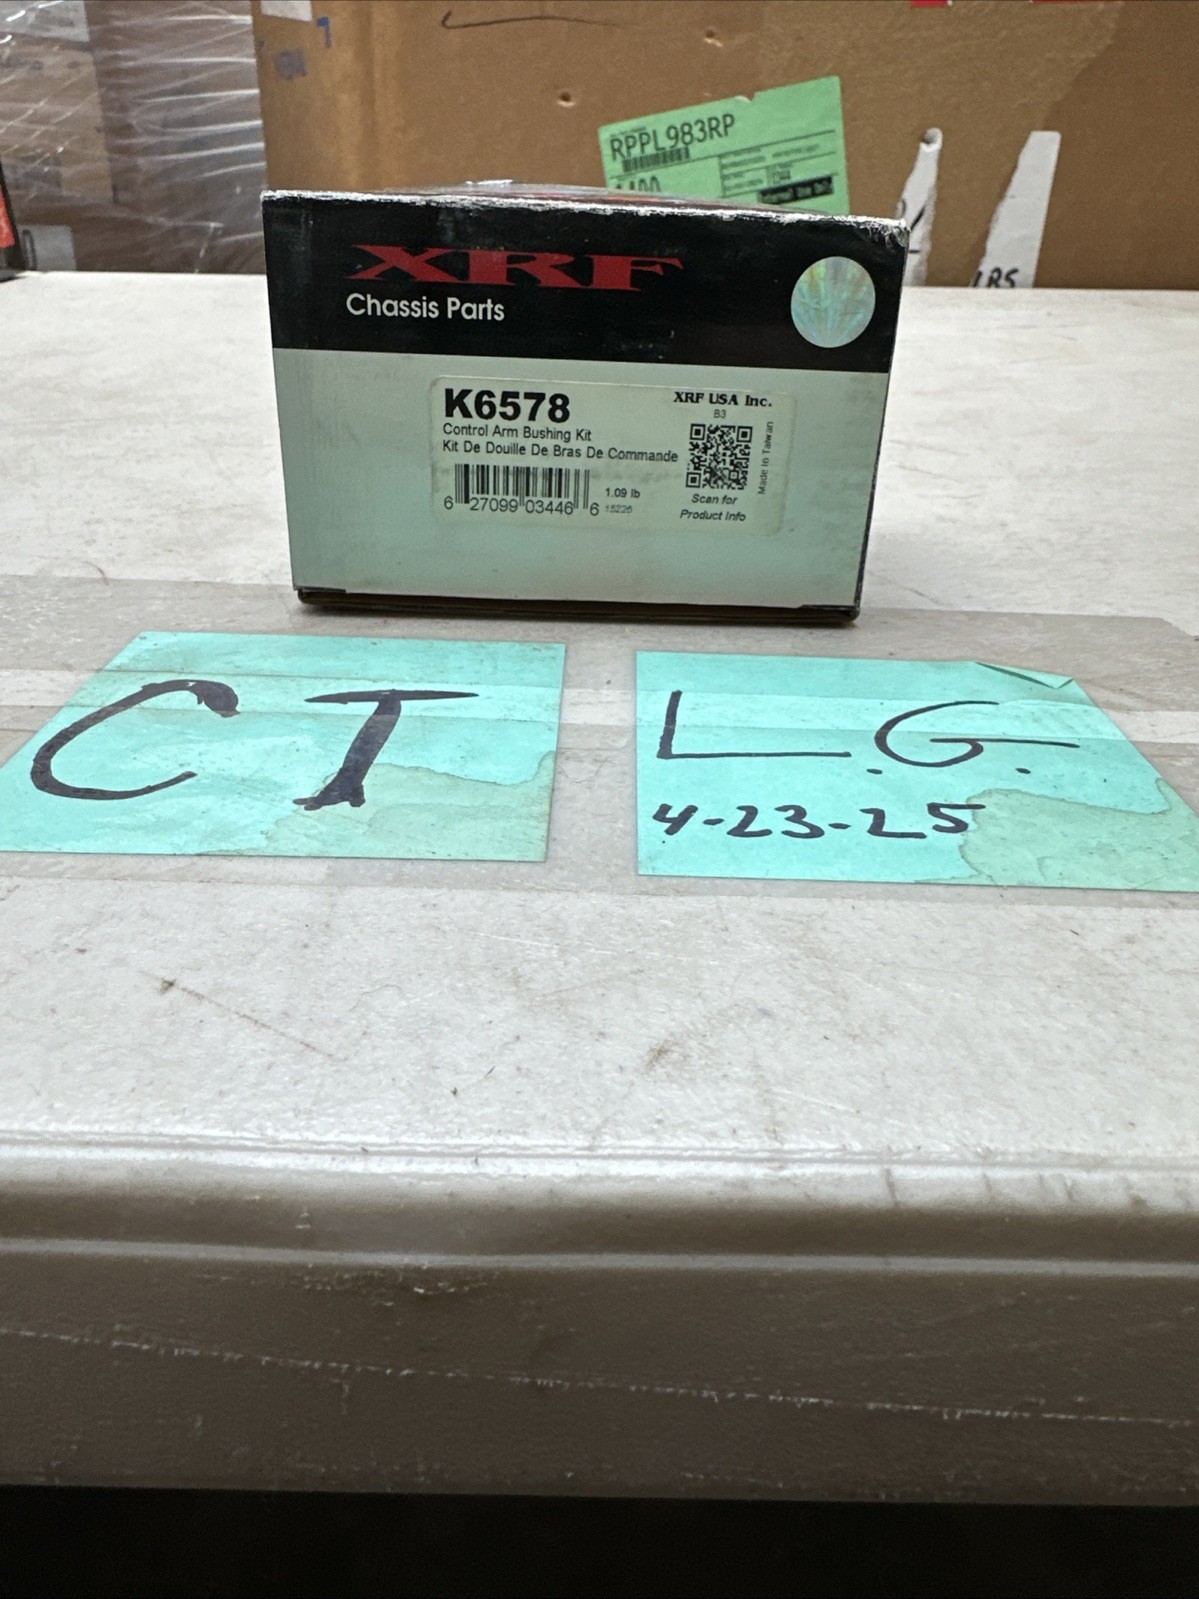 RPPL983RP
XRF
Chassis Parts
K6578
Control Arm Bushing Kit
Kit De Douille De Bras De Commande
XRF USA Inc.
B3
Made In Taiwan
6 27099 03446 6
1.09 lb
15226
Scan for
Product Info
CT
L.G.
4-23-25